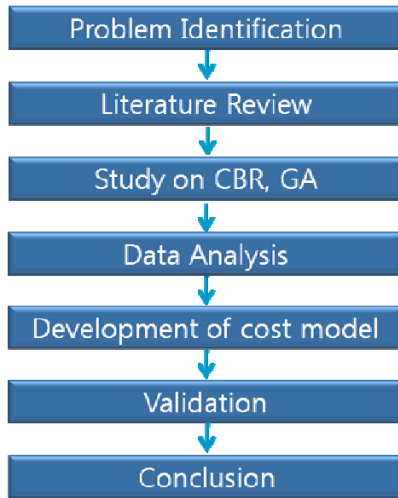 Problem Identification
Literature Review
Study on CBR, GA
Data Analysis
Development of cost model
Validation
Conclusion